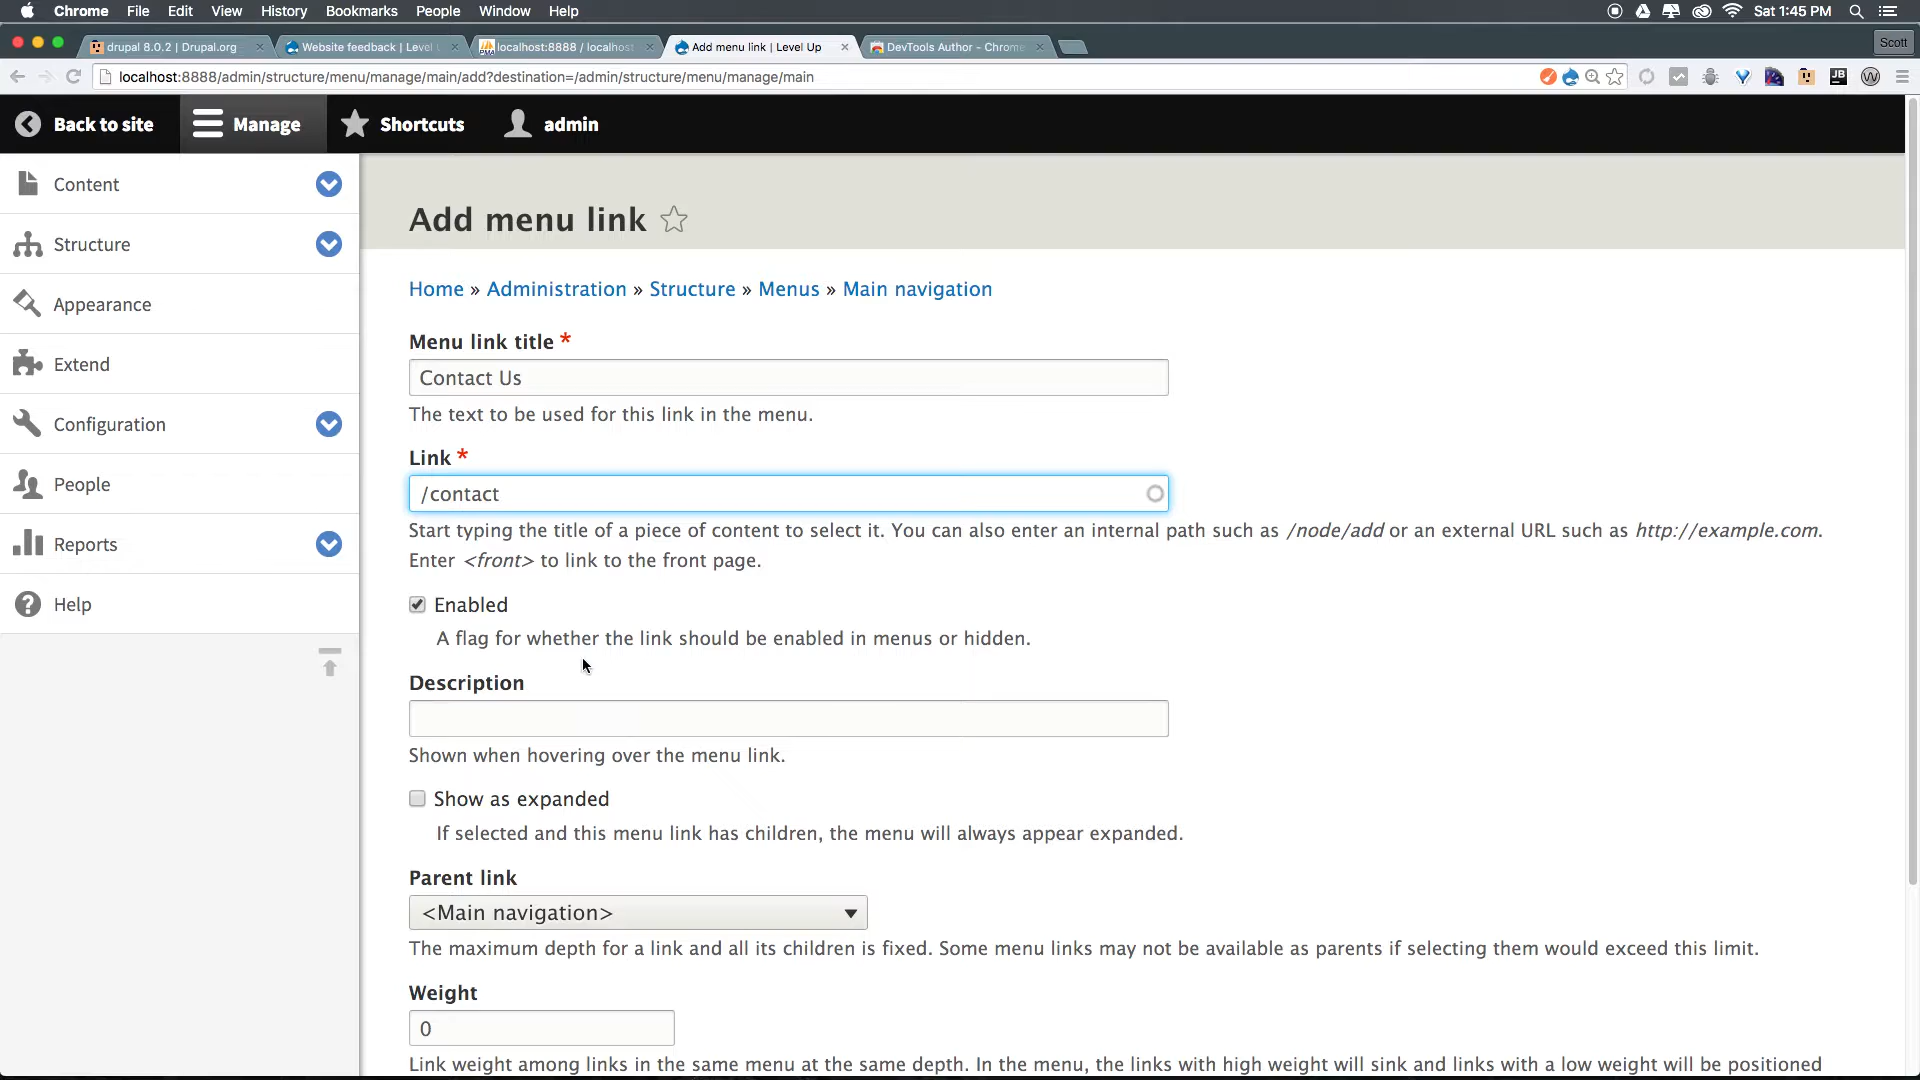 Chrome File Edit View History Bookmarks People Window Help Sat 1:45 PM
drupal 8.0.2 | Drupal.org
Website feedback | Level
localhost:8888 / localhost
Add menu link | Level Up
DevTools Author - Chrome
Scott
localhost:8888/admin/structure/menu/manage/main/add?destination=/admin/structure/menu/manage/main
Back to site Manage Shortcuts admin
Content
Structure
Appearance
Extend
Configuration
People
Reports
Help
Add menu link
Home » Administration » Structure » Menus » Main navigation
Menu link title *
Contact Us
The text to be used for this link in the menu.
Link *
/contact
Start typing the title of a piece of content to select it. You can also enter an internal path such as /node/add or an external URL such as http://example.com.
Enter <front> to link to the front page.
Enabled
A flag for whether the link should be enabled in menus or hidden.
Description
Shown when hovering over the menu link.
Show as expanded
If selected and this menu link has children, the menu will always appear expanded.
Parent link
<Main navigation>
The maximum depth for a link and all its children is fixed. Some menu links may not be available as parents if selecting them would exceed this limit.
Weight
0
Link weight among links in the same menu at the same depth. In the menu, the links with high weight will sink and links with a low weight will be positioned